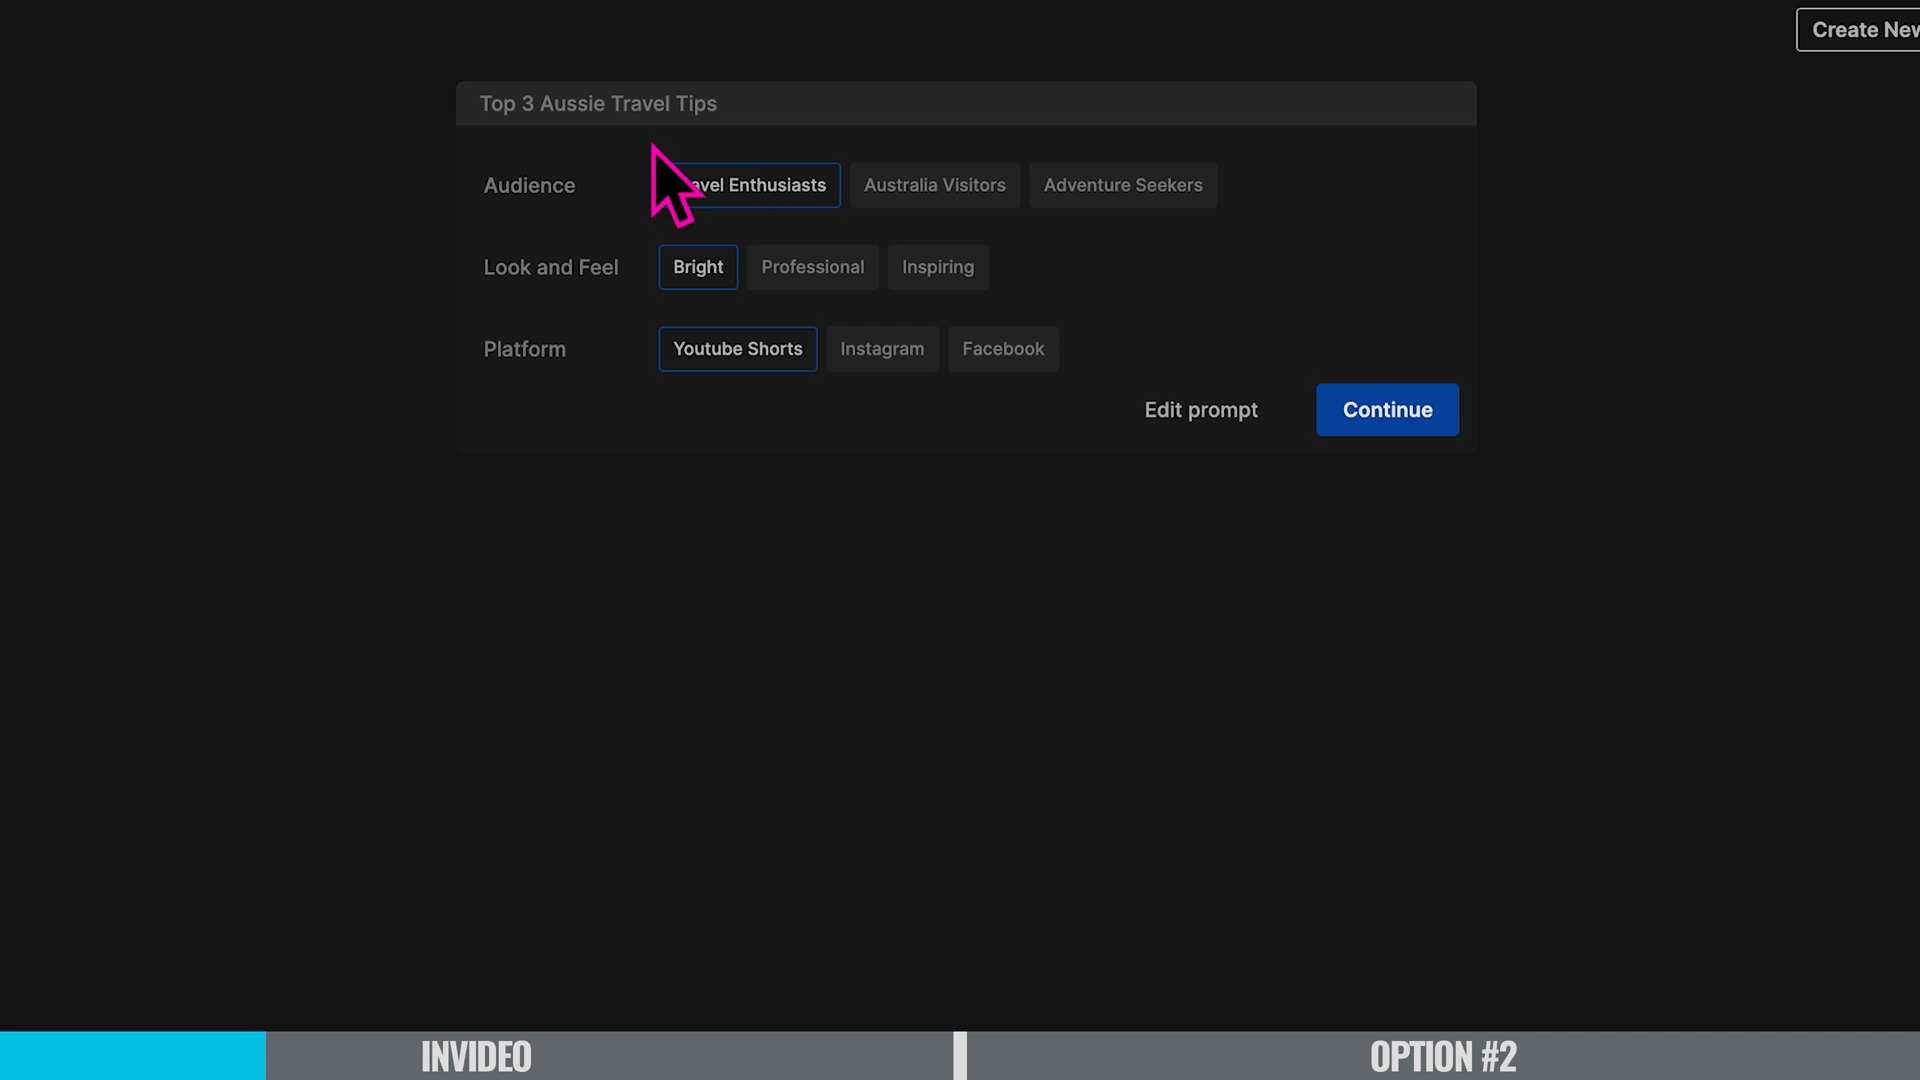 Create New
Top 3 Aussie Travel Tips
Audience
avel Enthusiasts
Australia Visitors
Adventure Seekers
Look and Feel
Bright
Professional
Inspiring
Platform
Youtube Shorts
Instagram
Facebook
Edit prompt
Continue
INVIDEO
OPTION #2